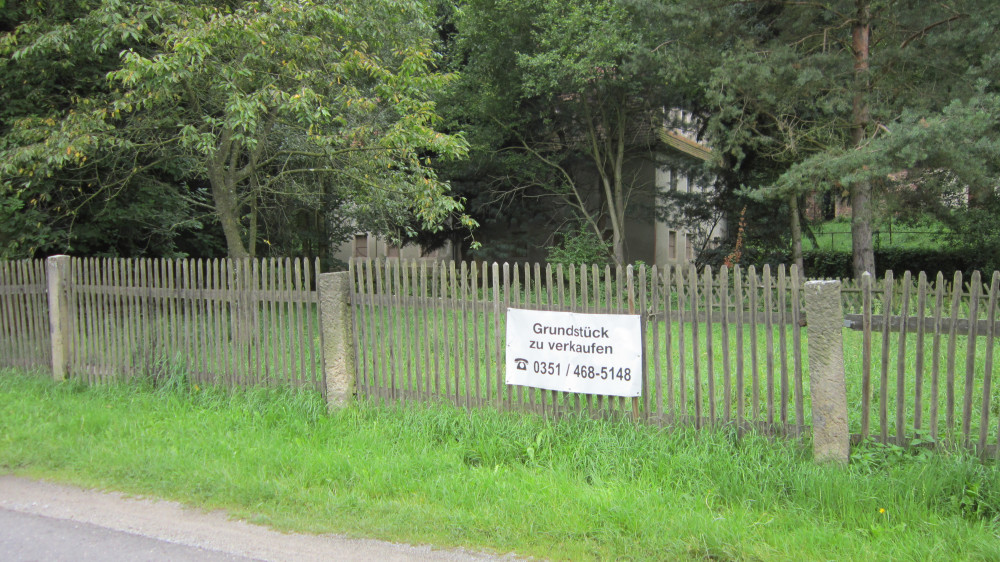 Grundstück
zu verkaufen
☎ 0351 / 468-5148